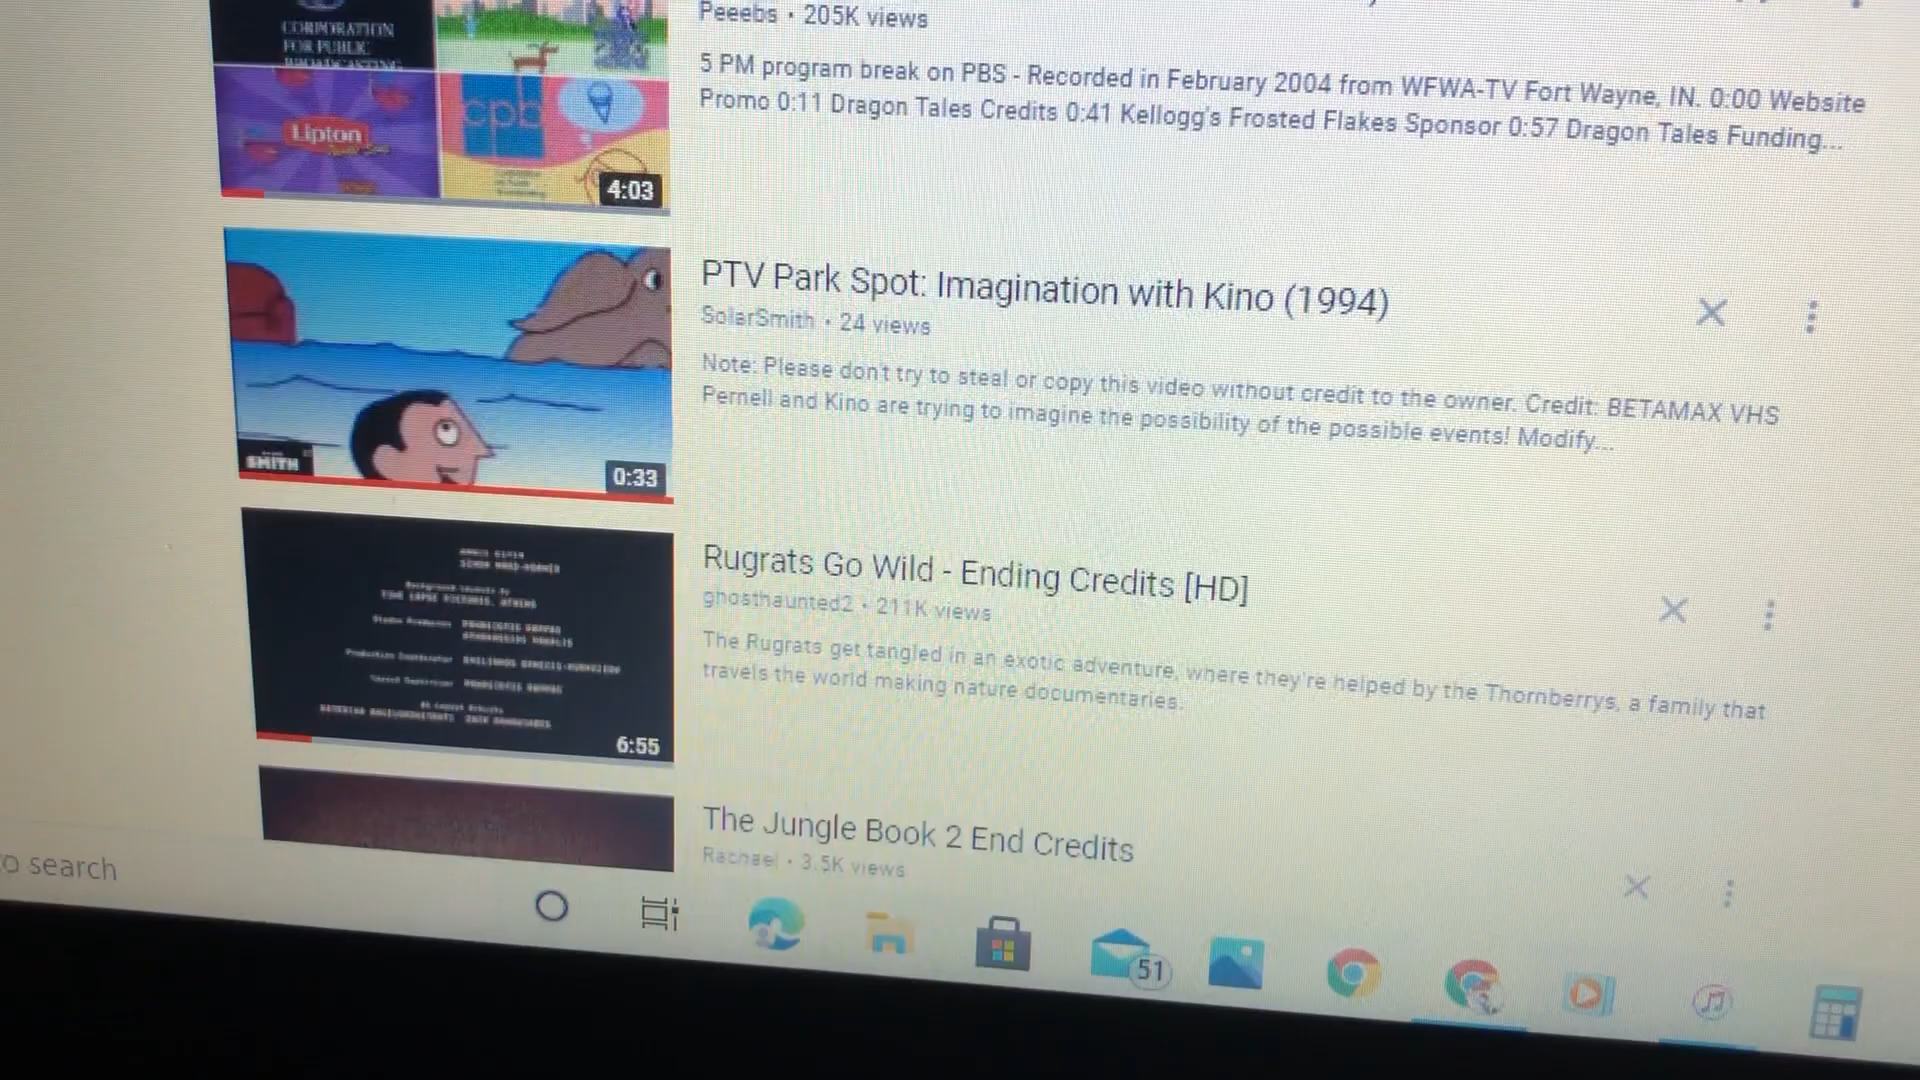 CORPORATION
FOR PUBLIC
BROADCASTING
Lipton
cpb
4:03
Peeebs • 205K views
5 PM program break on PBS - Recorded in February 2004 from WFWA-TV Fort Wayne, IN. 0:00 Website
Promo 0:11 Dragon Tales Credits 0:41 Kellogg's Frosted Flakes Sponsor 0:57 Dragon Tales Funding...
SMITH
0:33
PTV Park Spot: Imagination with Kino (1994)
SolarSmith • 24 views
Note: Please don't try to steal or copy this video without credit to the owner. Credit: BETAMAX VHS
Pernell and Kino are trying to imagine the possibility of the possible events! Modify...
6:55
Rugrats Go Wild - Ending Credits [HD]
ghosthaunted2 • 211K views
The Rugrats get tangled in an exotic adventure, where they're helped by the Thornberrys, a family that
travels the world making nature documentaries.
The Jungle Book 2 End Credits
Rachael • 3.5K views
o search
51